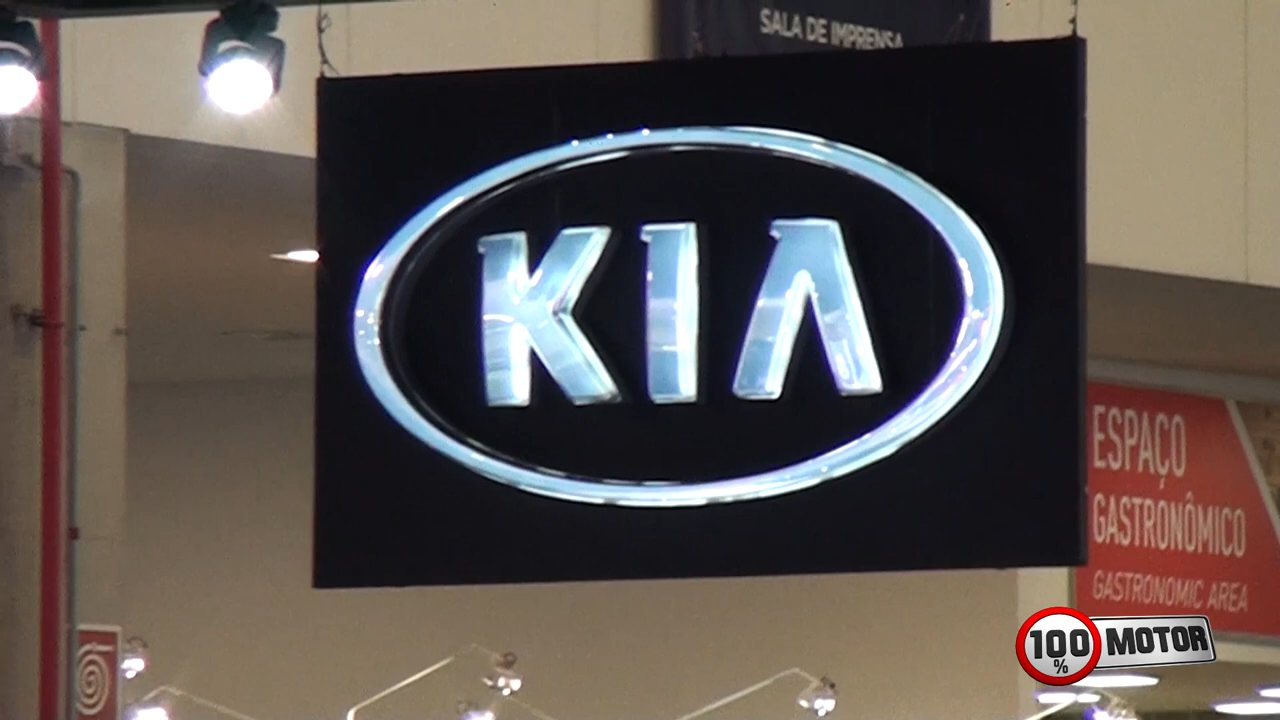 SALA DE IMPRENSA
KIA
ESPAÇO
GASTRONÔMICO
GASTRONOMIC AREA
100 MOTOR
%